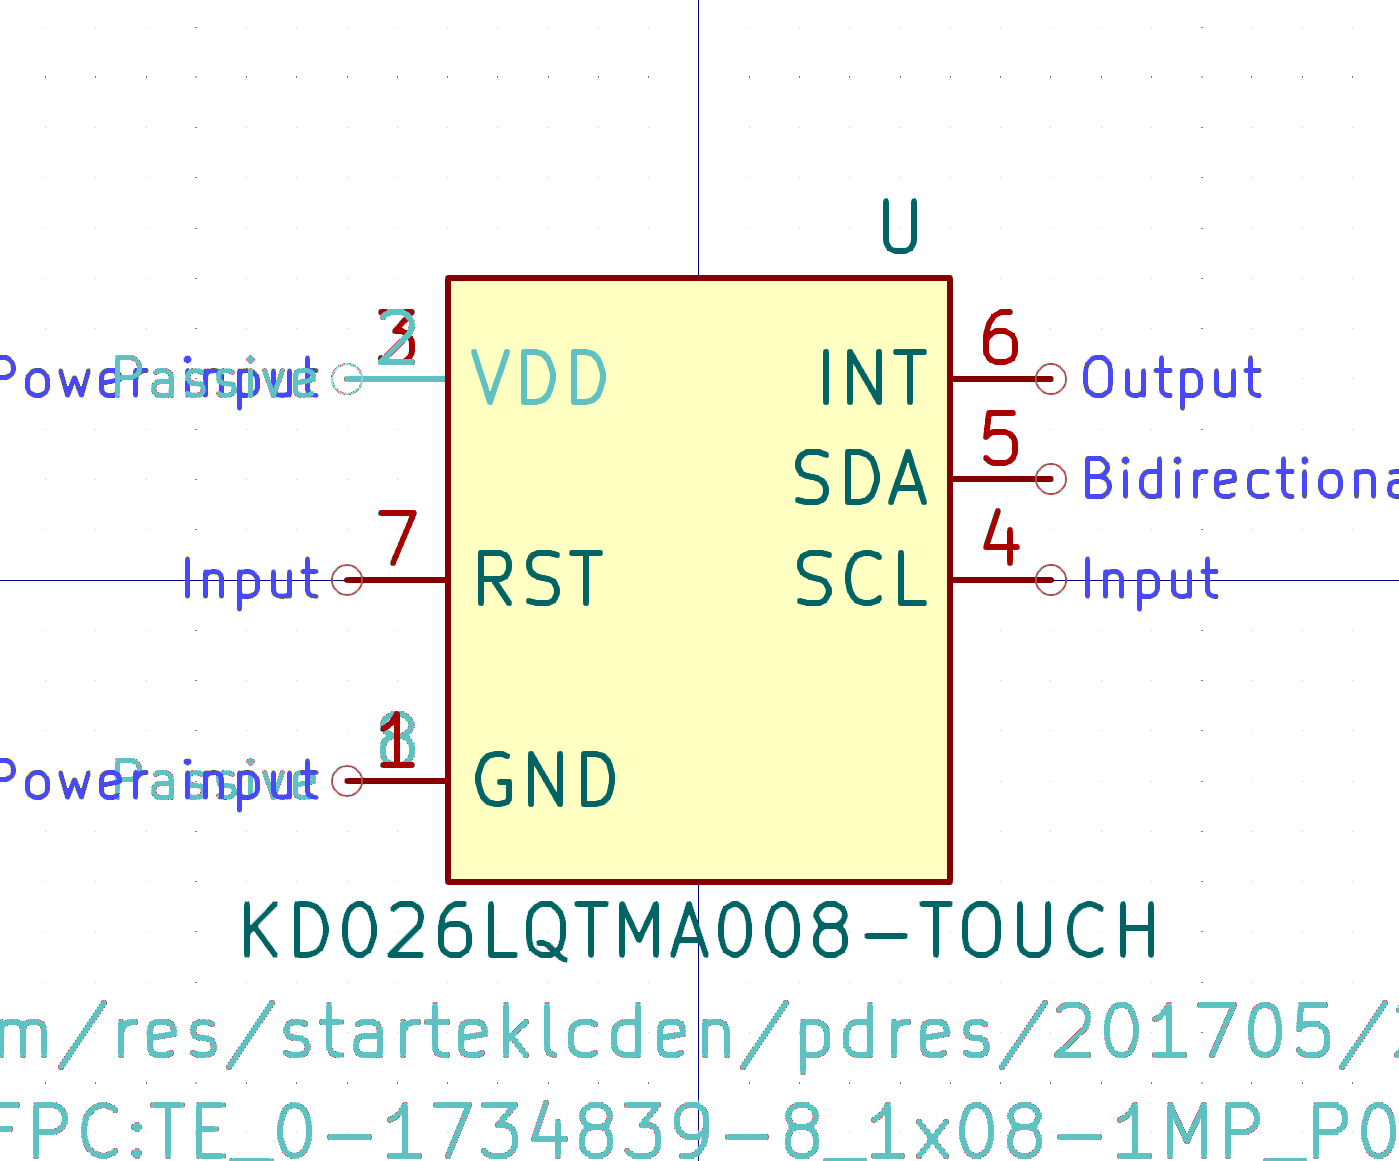 U
3 2
Power input Passive
VDD
INT
6
Output
SDA
5
Bidirectiona
7
Input
RST
SCL
4
Input
1 8
Power input Passive
GND
KD026LQTMA008-TOUCH
m/res/starteklcden/pdres/201705/2
FPC:TE_0-1734839-8_1x08-1MP_P0